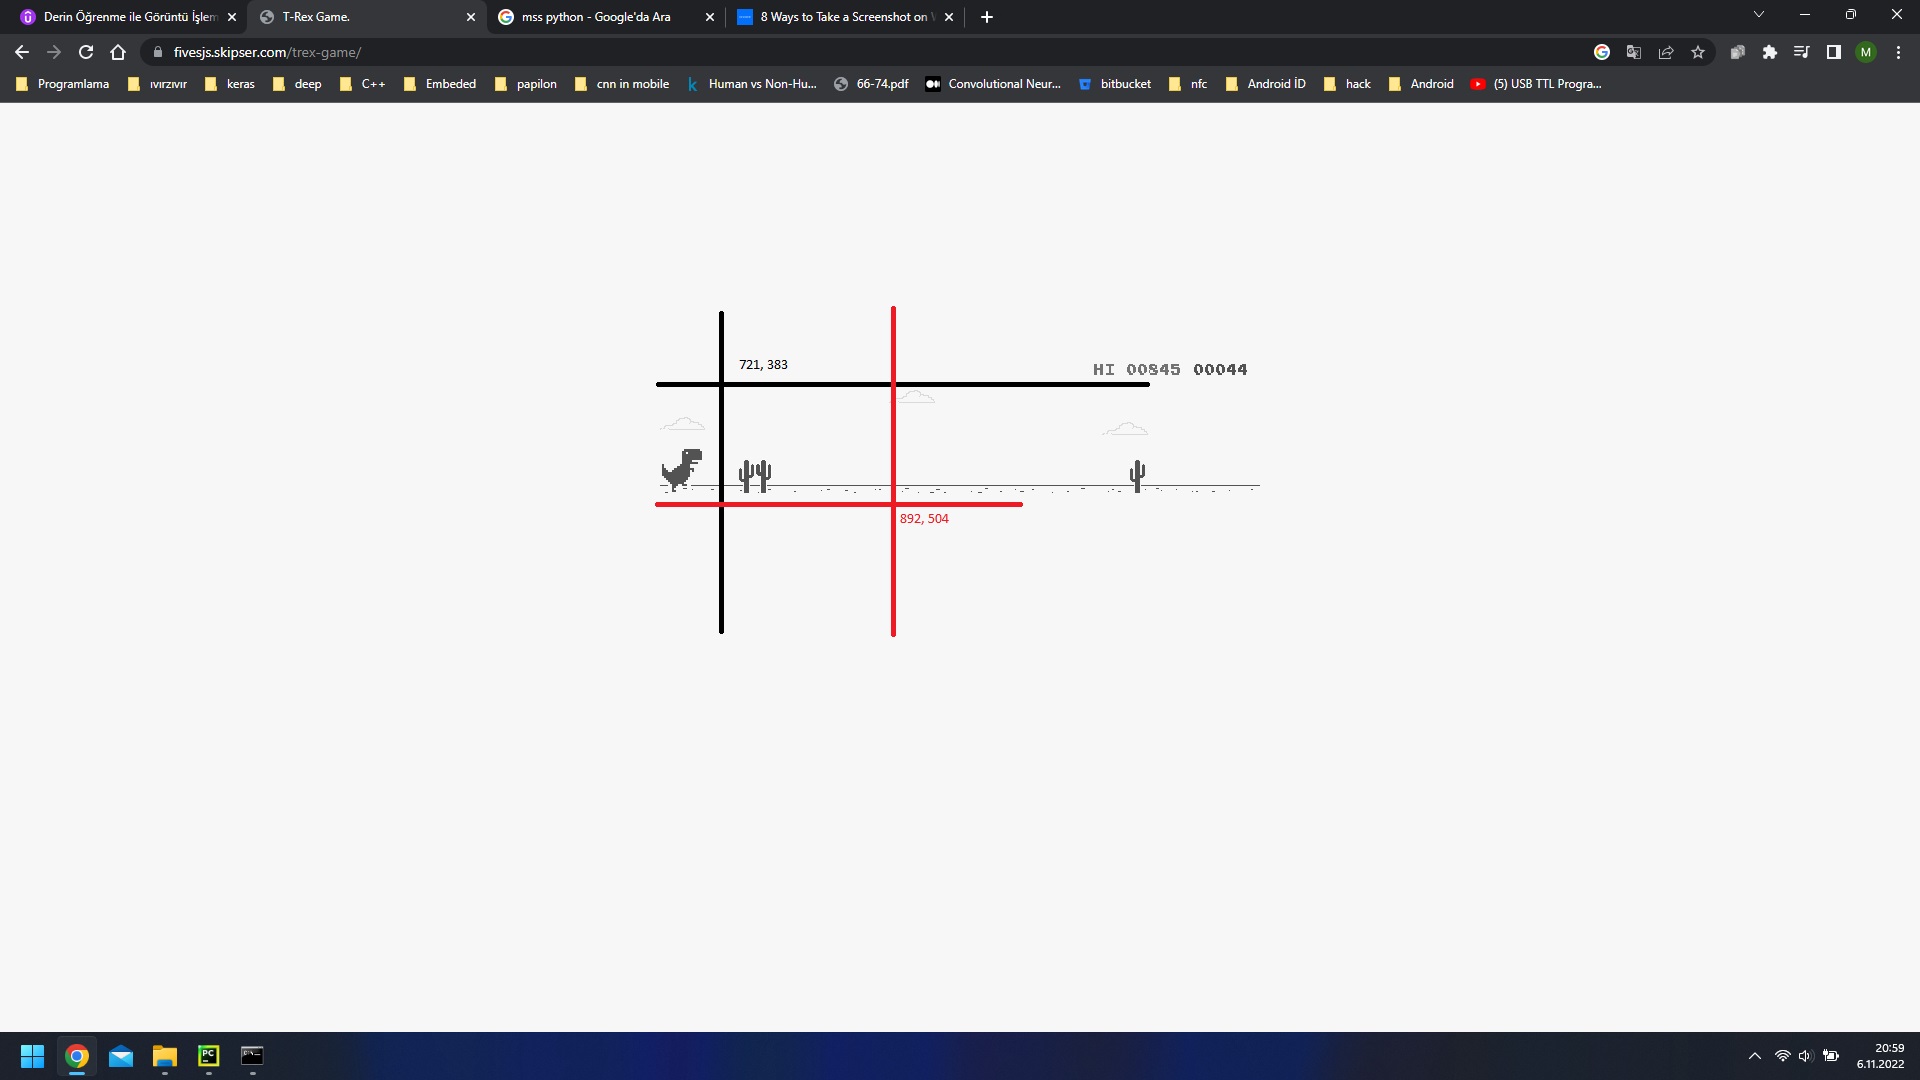 Derin Öğrenme ile Görüntü İşlem
T-Rex Game.
mss python - Google'da Ara
8 Ways to Take a Screenshot on
fivesjs.skipser.com/trex-game/
M
Programlama
ıvırzıvır
keras
deep
C++
Embeded
papilon
cnn in mobile
Human vs Non-Hu...
66-74.pdf
Convolutional Neur...
bitbucket
nfc
Android İD
hack
Android
(5) USB TTL Progra...
721, 383
HI 00845 00044
892, 504
PC
20:59
6.11.2022